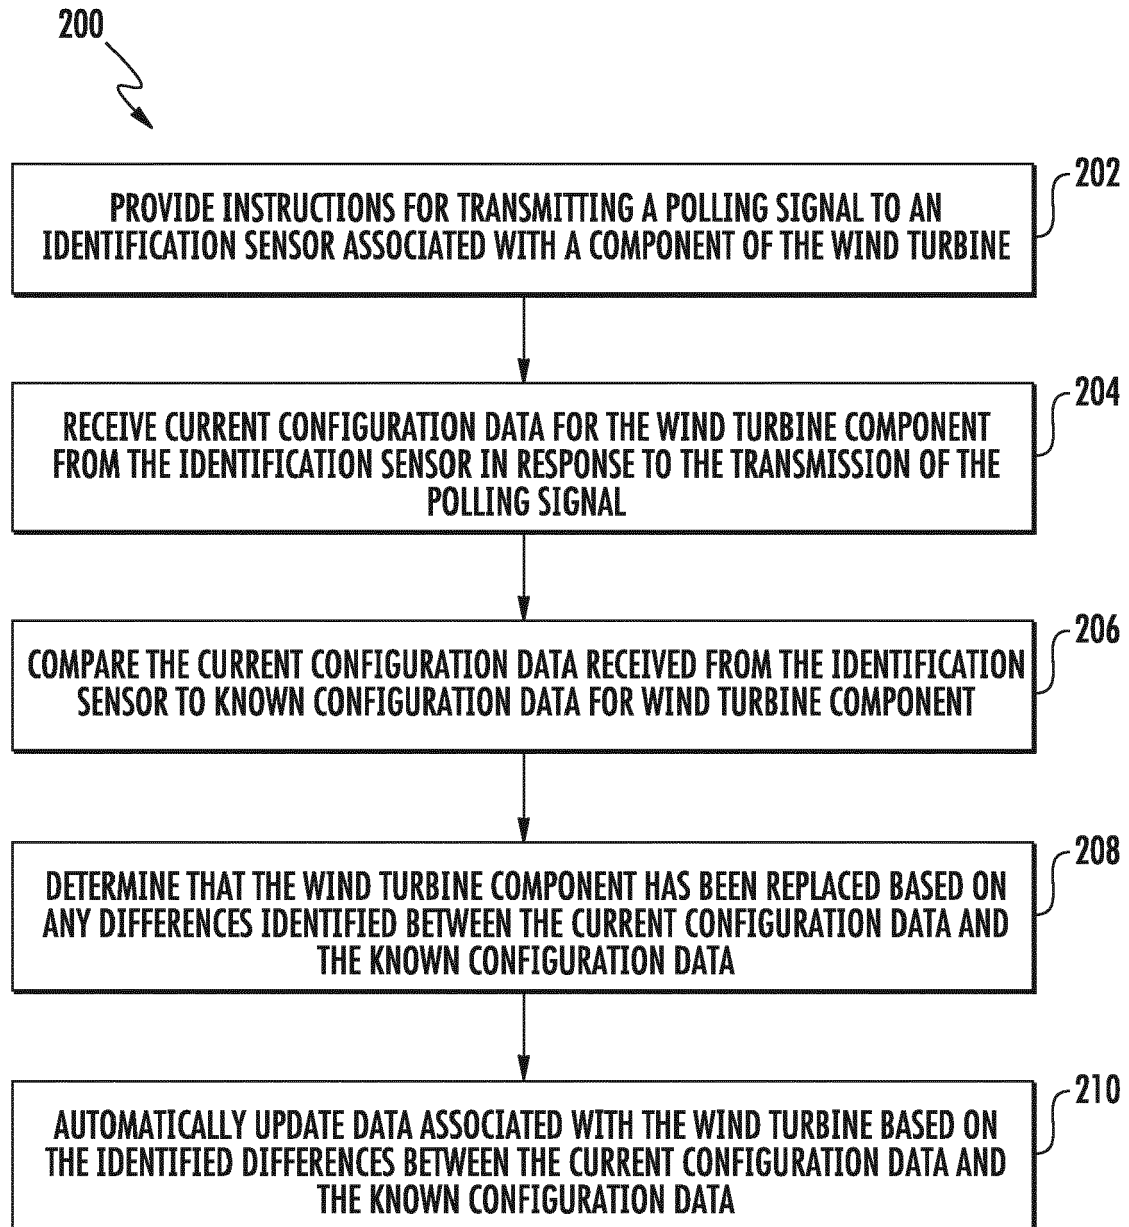 200
202
PROVIDE INSTRUCTIONS FOR TRANSMITTING A POLLING SIGNAL TO AN
IDENTIFICATION SENSOR ASSOCIATED WITH A COMPONENT OF THE WIND TURBINE
204
RECEIVE CURRENT CONFIGURATION DATA FOR THE WIND TURBINE COMPONENT
FROM THE IDENTIFICATION SENSOR IN RESPONSE TO THE TRANSMISSION OF THE
POLLING SIGNAL
206
COMPARE THE CURRENT CONFIGURATION DATA RECEIVED FROM THE IDENTIFICATION
SENSOR TO KNOWN CONFIGURATION DATA FOR WIND TURBINE COMPONENT
208
DETERMINE THAT THE WIND TURBINE COMPONENT HAS BEEN REPLACED BASED ON
ANY DIFFERENCES IDENTIFIED BETWEEN THE CURRENT CONFIGURATION DATA AND
THE KNOWN CONFIGURATION DATA
210
AUTOMATICALLY UPDATE DATA ASSOCIATED WITH THE WIND TURBINE BASED ON
THE IDENTIFIED DIFFERENCES BETWEEN THE CURRENT CONFIGURATION DATA AND
THE KNOWN CONFIGURATION DATA